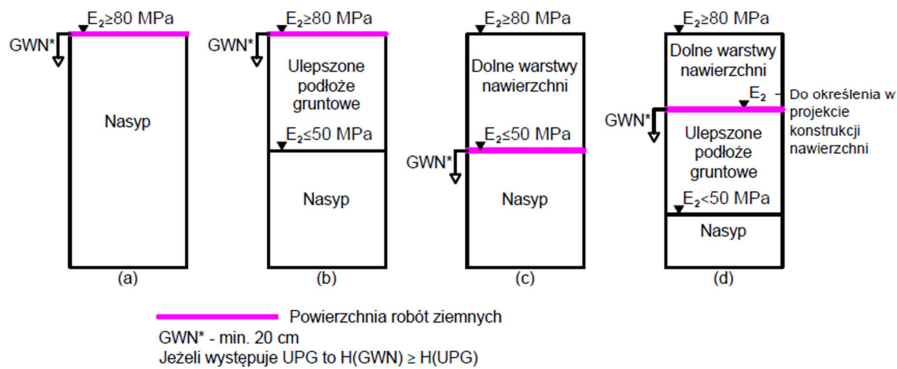 E₂≥80 MPa
GWN*
Nasyp
(a)
E₂≥80 MPa
GWN*
Ulepszone
podłoże
gruntowe
E₂≤50 MPa
Nasyp
(b)
E₂≥80 MPa
Dolne warstwy
nawierzchni
E₂≤50 MPa
GWN*
Nasyp
(c)
E₂≥80 MPa
Dolne warstwy
nawierzchni
E₂
Do określenia w
projekcie
konstrukcji
nawierzchni
GWN*
Ulepszone
podłoże
gruntowe
E₂<50 MPa
Nasyp
(d)
Powierzchnia robót ziemnych
GWN* - min. 20 cm
Jeżeli występuje UPG to H(GWN) ≥ H(UPG)